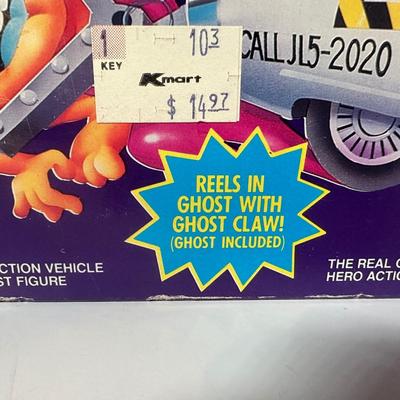 1 10 3
KEY
Kmart
$ 14.97
CALL JL5-2020
REELS IN
GHOST WITH
GHOST CLAW!
(GHOST INCLUDED)
CTION VEHICLE
ST FIGURE
THE REAL
HERO ACTIO